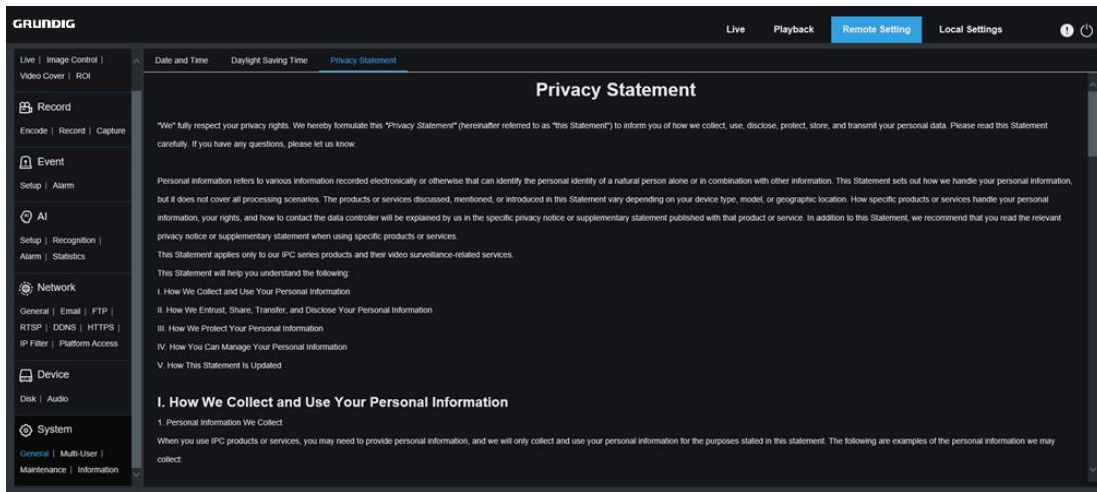 GRUNDIG
Live Playback Remote Setting Local Settings
Live | Image Control |
Video Cover | ROI
Record
Encode | Record | Capture
Event
Setup | Alarm
AI
Setup | Recognition |
Alarm | Statistics
Network
General | Email | FTP |
RTSP | DDNS | HTTPS |
IP Filter | Platform Access
Device
Disk | Audio
System
General | Multi-User |
Maintenance | Information
Date and Time Daylight Saving Time Privacy Statement
Privacy Statement
"We" fully respect your privacy rights. We hereby formulate this "Privacy Statement" (hereinafter referred to as "this Statement") to inform you of how we collect, use, disclose, protect, store, and transmit your personal data. Please read this Statement
carefully. If you have any questions, please let us know.
Personal information refers to various information recorded electronically or otherwise that can identify the personal identity of a natural person alone or in combination with other information. This Statement sets out how we handle your personal information,
but it does not cover all processing scenarios. The products or services discussed, mentioned, or introduced in this Statement vary depending on your device type, model, or geographic location. How specific products or services handle your personal
information, your rights, and how to contact the data controller will be explained by us in the specific privacy notice or supplementary statement published with that product or service. In addition to this Statement, we recommend that you read the relevant
privacy notice or supplementary statement when using specific products or services.
This Statement applies only to our IPC series products and their video surveillance-related services.
This Statement will help you understand the following:
I. How We Collect and Use Your Personal Information
II. How We Entrust, Share, Transfer, and Disclose Your Personal Information
III. How We Protect Your Personal Information
IV. How You Can Manage Your Personal Information
V. How This Statement Is Updated
I. How We Collect and Use Your Personal Information
1. Personal Information We Collect
When you use IPC products or services, you may need to provide personal information, and we will only collect and use your personal information for the purposes stated in this statement. The following are examples of the personal information we may
collect: